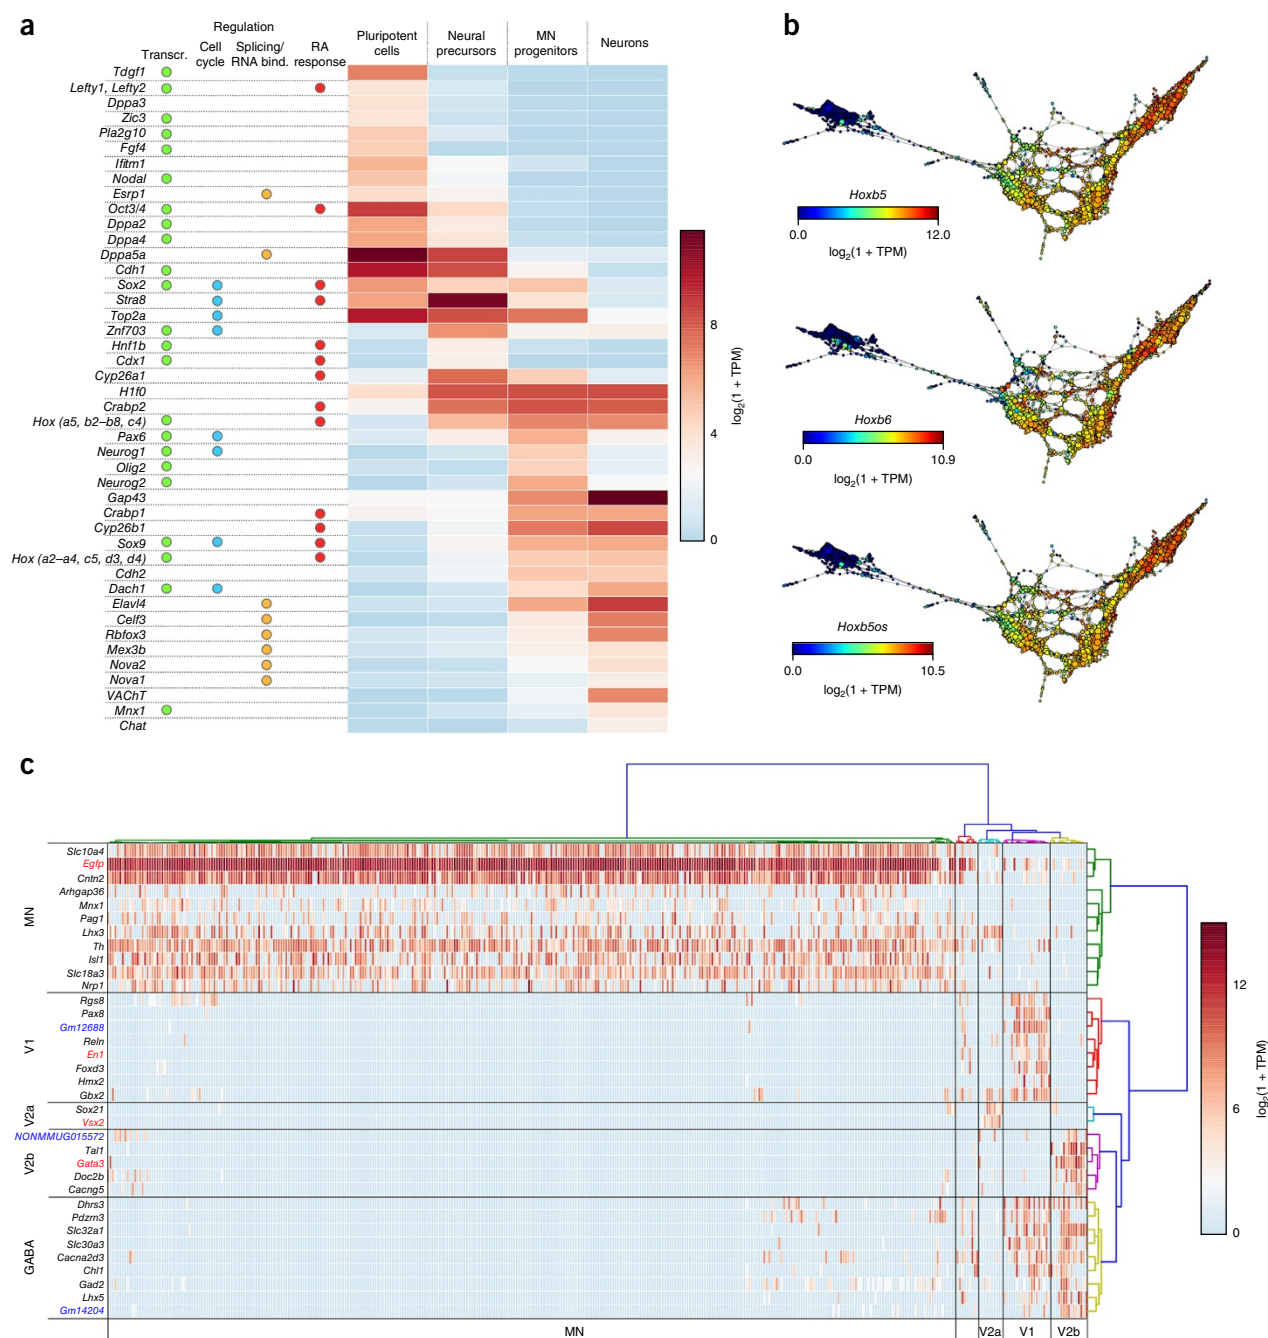 a
Regulation
Transcr.
Cell cycle
Splicing/ RNA bind.
RA response
Pluripotent cells
Neural precursors
MN progenitors
Neurons
Tdgf1
Lefty1, Lefty2
Dppa3
Zic3
Pla2g10
Fgf4
Ifitm1
Nodal
Esrp1
Oct3/4
Dppa2
Dppa4
Dppa5a
Cdh1
Sox2
Stra8
Top2a
Znf703
Hnf1b
Cdx1
Cyp26a1
H1f0
Crabp2
Hox (a5, b2–b8, c4)
Pax6
Neurog1
Olig2
Neurog2
Gap43
Crabp1
Cyp26b1
Sox9
Hox (a2–a4, c5, d3, d4)
Cdh2
Dach1
Elavl4
Celf3
Rbfox3
Mex3b
Nova2
Nova1
VAChT
Mnx1
Chat
8
4
0
log2(1 + TPM)
b
Hoxb5
0.0
12.0
log2(1 + TPM)
Hoxb6
0.0
10.9
log2(1 + TPM)
Hoxb5os
0.0
10.5
log2(1 + TPM)
c
MN
Slc10a4
Egfp
Cntn2
Arhgap36
Mnx1
Pag1
Lhx3
Th
Isl1
Slc18a3
Nrp1
V1
Rgs8
Pax8
Gm12688
Reln
En1
Foxd3
Hmx2
Gbx2
V2a
Sox21
Vsx2
V2b
NONMMUG015572
Tal1
Gata3
Doc2b
Cacng5
GABA
Dhrs3
Pdzrn3
Slc32a1
Slc30a3
Cacna2d3
Chl1
Gad2
Lhx5
Gm14204
MN
V2a
V1
V2b
12
6
0
log2(1 + TPM)